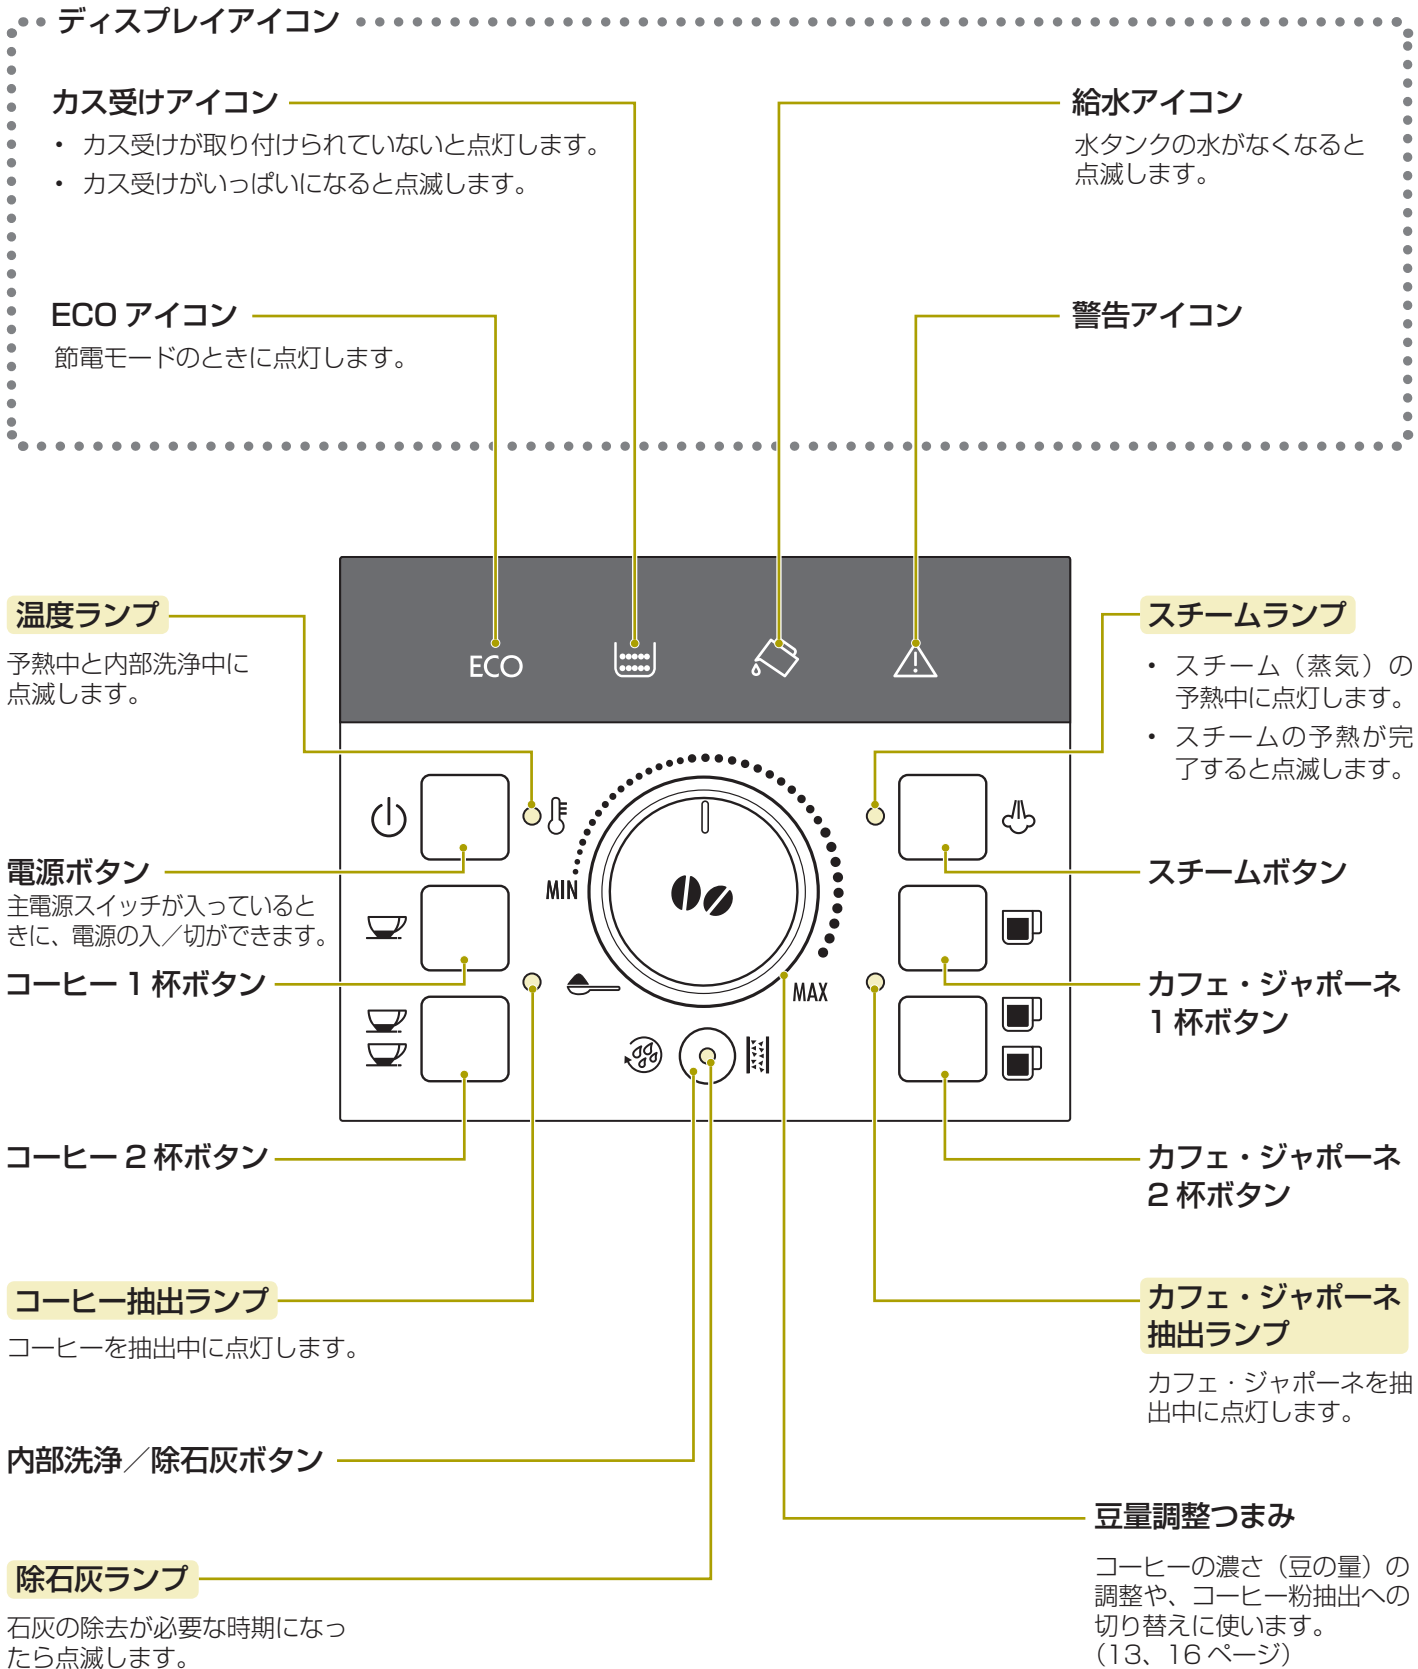 ディスプレイアイコン
カス受けアイコン
・ カス受けが取り付けられていないと点灯します。
・ カス受けがいっぱいになると点滅します。
給水アイコン
水タンクの水がなくなると
点滅します。
ECO アイコン
節電モードのときに点灯します。
警告アイコン
ECO
温度ランプ
予熱中と内部洗浄中に
点滅します。
電源ボタン
主電源スイッチが入っていると
きに、電源の入／切ができます。
コーヒー 1 杯ボタン
コーヒー 2 杯ボタン
コーヒー抽出ランプ
コーヒーを抽出中に点灯します。
内部洗浄／除石灰ボタン
除石灰ランプ
石灰の除去が必要な時期になっ
たら点滅します。
MIN
MAX
スチームランプ
・ スチーム（蒸気）の
予熱中に点灯します。
・ スチームの予熱が完
了すると点滅します。
スチームボタン
カフェ・ジャポーネ
1 杯ボタン
カフェ・ジャポーネ
2 杯ボタン
カフェ・ジャポーネ
抽出ランプ
カフェ・ジャポーネを抽
出中に点灯します。
豆量調整つまみ
コーヒーの濃さ（豆の量）の
調整や、コーヒー粉抽出への
切り替えに使います。
（13、16 ページ）